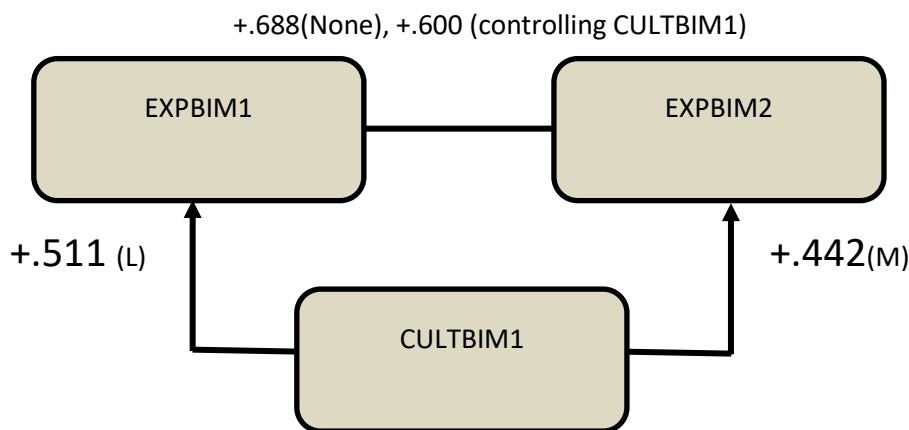 +.688(None), +.600 (controlling CULTBIM1)
EXPBIM1
EXPBIM2
+.511 (L)
+.442(M)
CULTBIM1